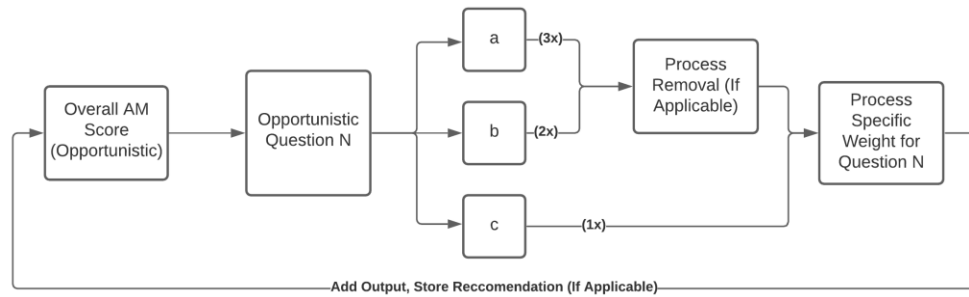 Overall AM
Score
(Opportunistic)
Opportunistic
Question N
a
(3x)
b
(2x)
c
(1x)
Process
Removal (If
Applicable)
Process
Specific
Weight for
Question N
Add Output, Store Reccomendation (If Applicable)